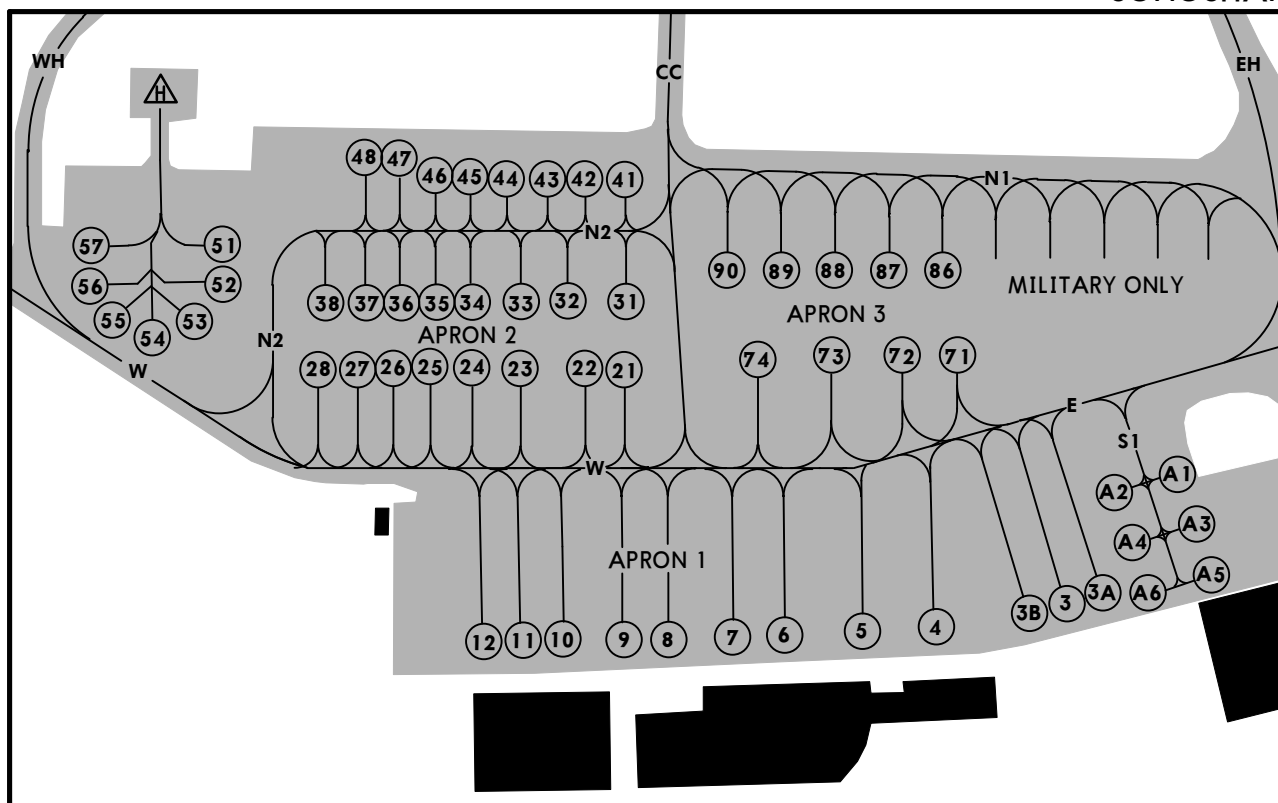 WH
CC
EH
H
48 47 46 45 44 43 42 41
N1
57 51
N2
56 52
90 89 88 87 86
MILITARY ONLY
55 54 53
38 37 36 35 34 33 32 31
APRON 3
N2
APRON 2
W
28 27 26 25 24 23 22 21
74 73 72 71
E
S1
W
A2 A1
A4 A3
APRON 1
A6 A5
12 11 10 9 8 7 6 5 4 3B 3 3A